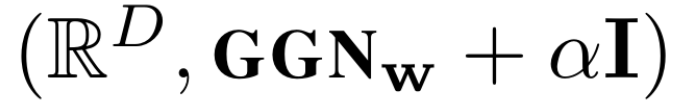 (ℝ^D, GGN_w + αI)